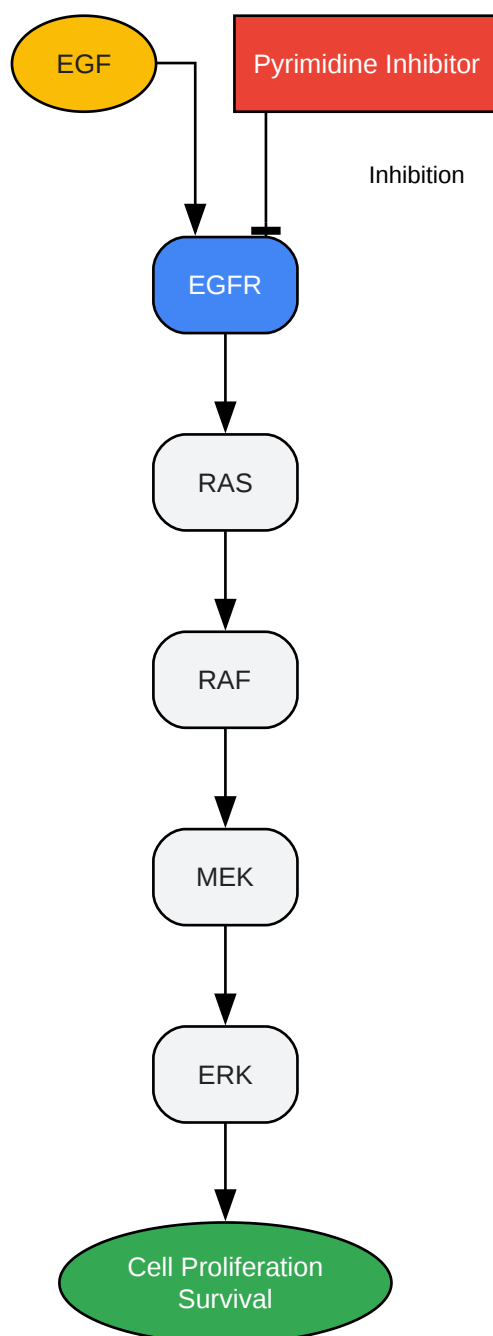 EGF
Pyrimidine Inhibitor
Inhibition
EGFR
RAS
RAF
MEK
ERK
Cell Proliferation
Survival